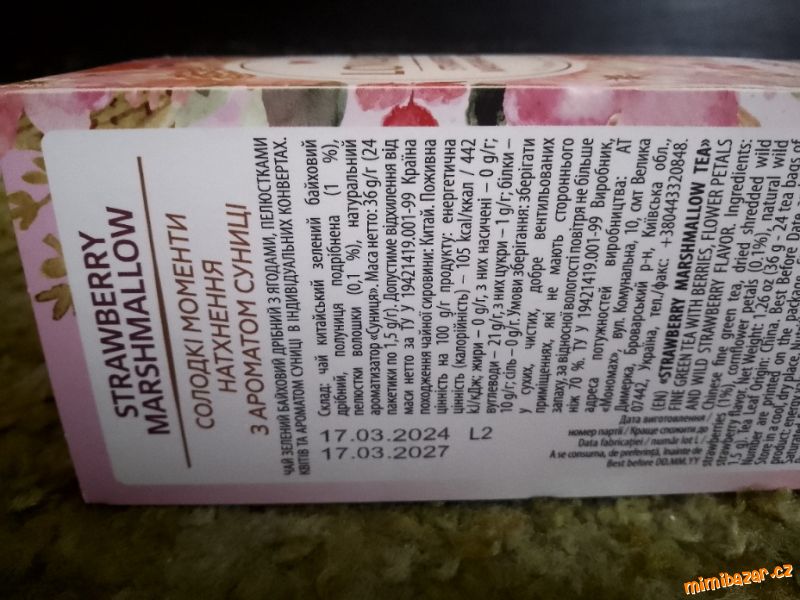 STRAWBERRY
MARSHMALLOW
СОЛОДКІ МОМЕНТИ
НАТХНЕННЯ
З АРОМАТОМ СУНИЦІ
ЧАЙ ЗЕЛЕНИЙ БАЙХОВИЙ ДРІБНИЙ З ЯГОДАМИ, ПЕЛЮСТКАМИ
КВІТІВ ТА АРОМАТОМ СУНИЦІ В ІНДИВІДУАЛЬНИХ КОНВЕРТАХ.
Склад: чай китайський зелений байховий
дрібний, полуниця подрібнена (1 %),
пелюстки волошки (0,1 %), натуральний
ароматизатор «Суниця». Маса нетто: 36 g/г (24
пакетики по 1,5 g/г). Допустиме відхилення від
маси нетто за ТУ У 19421419.001-99 Країна
походження чайної сировини: Китай. Поживна
цінність на 100 g/г продукту: енергетична
цінність (калорійність) – 105 kcal/ккал / 442
kJ/кДж; жири – 0 g/г, з них насичені – 0 g/г;
вуглеводи – 21 g/г, з них цукри – 1 g/г; білки –
10 g/г; сіль – 0 g/г. Умови зберігання: зберігати
у сухих, чистих, добре вентильованих
приміщеннях, які не мають стороннього
запаху, за відносної вологості повітря не більше
ніж 70 %. ТУ У 19421419.001-99 Виробник,
адреса потужностей виробництва: АТ
«Мономах», вул. Комунальна, 10, смт Велика
Димерка, Броварський р-н, Київська обл.,
07442, Україна, тел./факс: +380443320848.
(EN) «STRAWBERRY MARSHMALLOW TEA»
FINE GREEN TEA WITH BERRIES, FLOWER PETALS
AND WILD STRAWBERRY FLAVOR. Ingredients:
Chinese fine green tea, dried shredded wild
strawberries (1%), cornflower petals (0.1%), natural wild
strawberry flavor. Net Weight: 1.26 oz (36 g – 24 tea bags of
1,5 g). Tea Leaf Origin: China. Best Before Date
Number are printed on the package.
Store in a cool, dry place.
17.03.2024 L2
17.03.2027
Дата виготовлення /
номер партії / Краще спожити до
Data fabricației / număr lot L /
A se consuma, de preferință, înainte de
Best before DD.MM.YY
mimibazar.cz